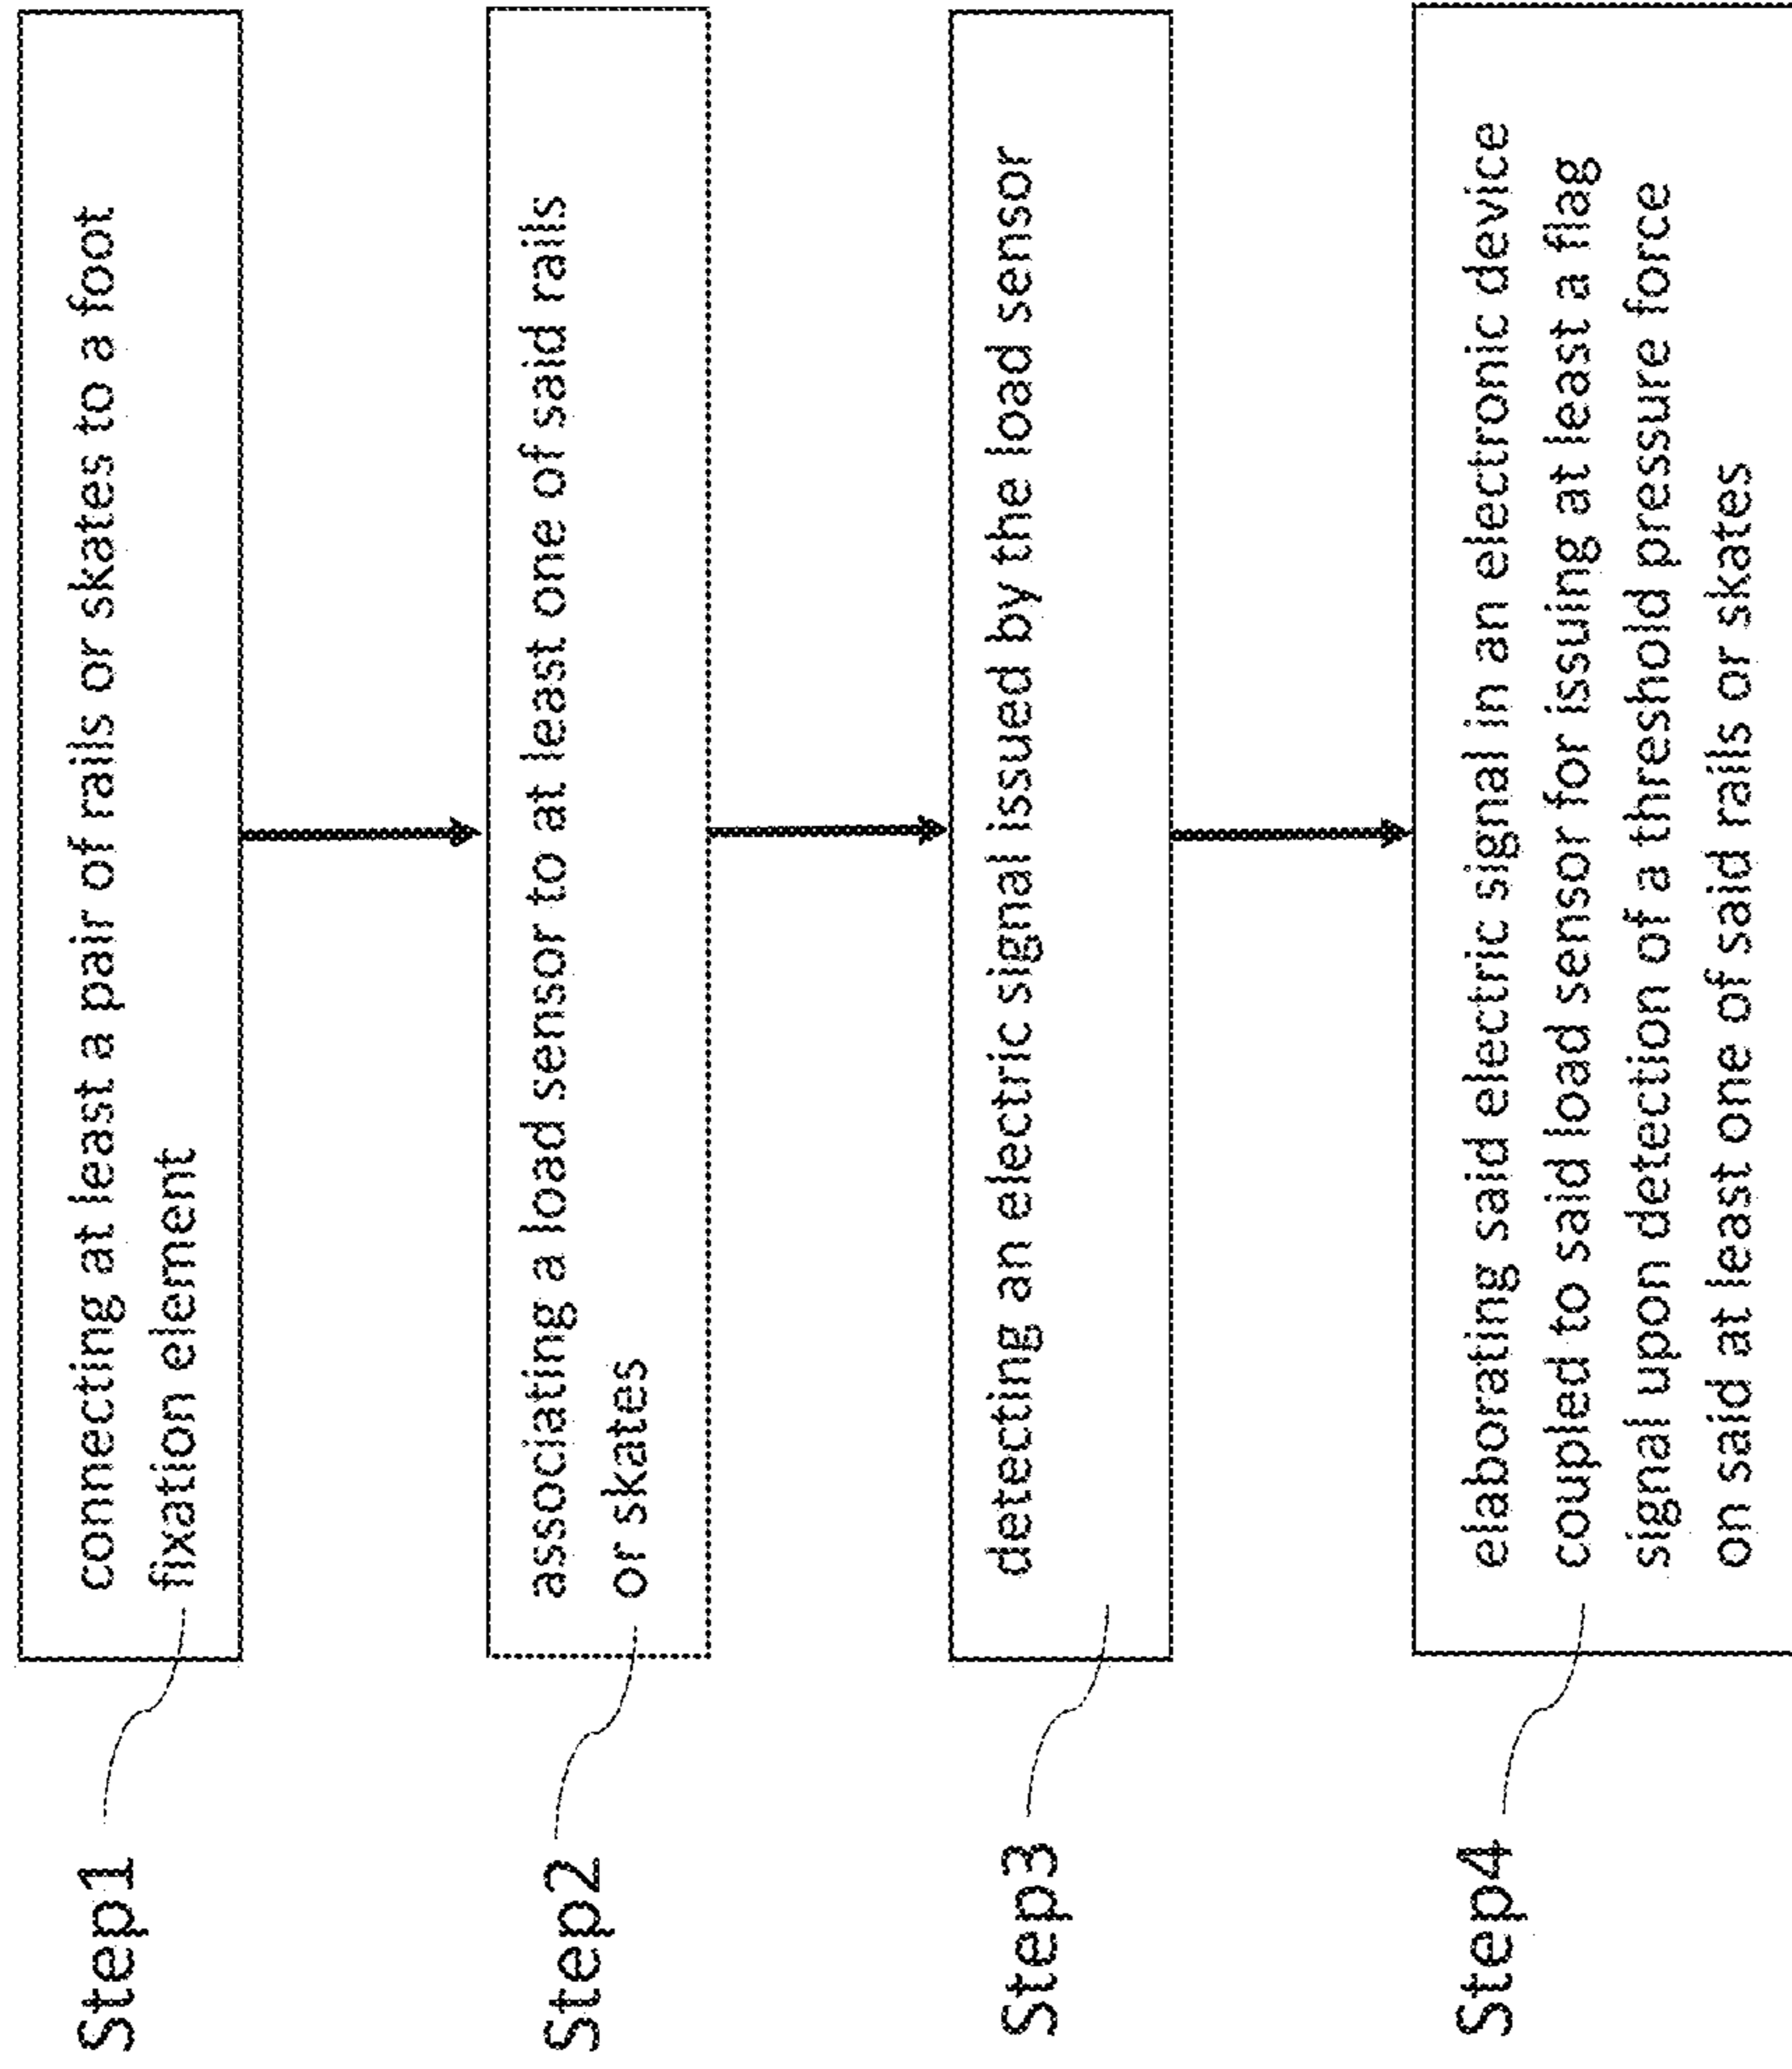 Step1
connecting at least a pair of rails or skates to a foot
fixation element
Step2
associating a load sensor to at least one of said rails
or skates
Step3
detecting an electric signal issued by the load sensor
Step4
elaborating said electric signal in an electronic device
coupled to said load sensor for issuing at least a flag
signal upon detection of a threshold pressure force
on said at least one of said rails or skates